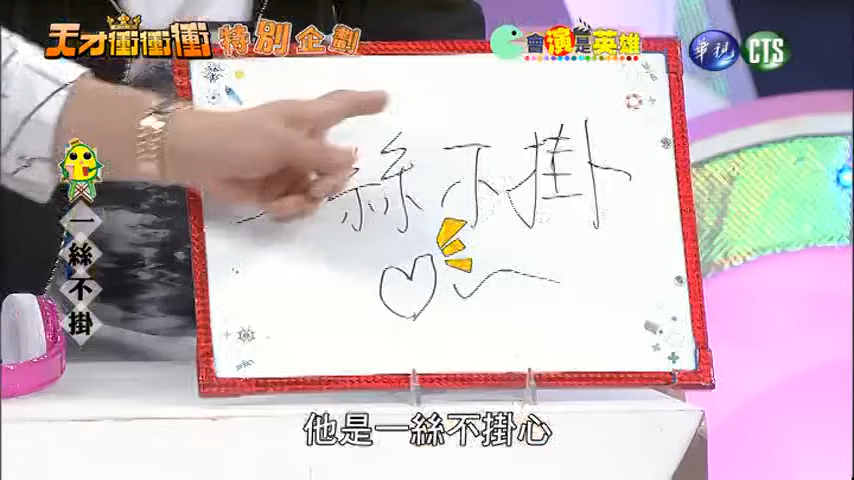 天才衝衝衝 特別企劃
會演是英雄
華視 CTS
一絲不掛
一絲不掛
他是一絲不掛心